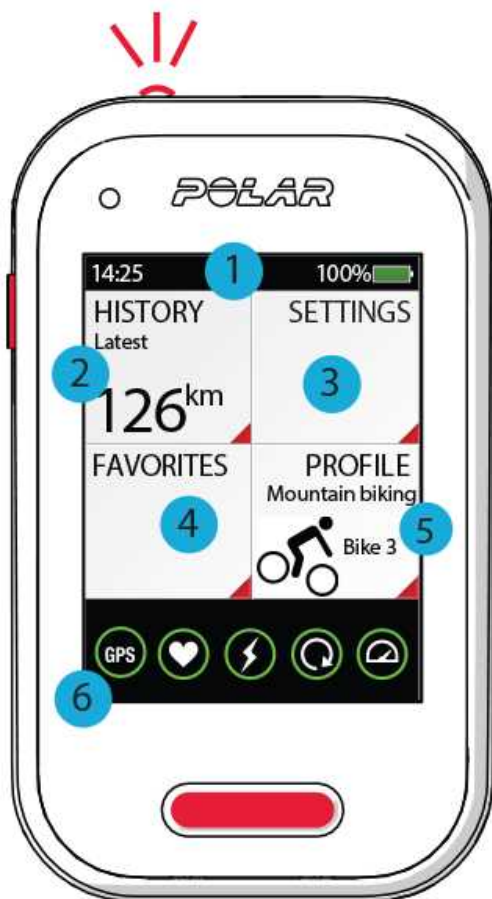 POLAR
14:25 1 100%
HISTORY SETTINGS
Latest
2 3
126km
FAVORITES PROFILE
Mountain biking
4 Bike 3 5
GPS
6